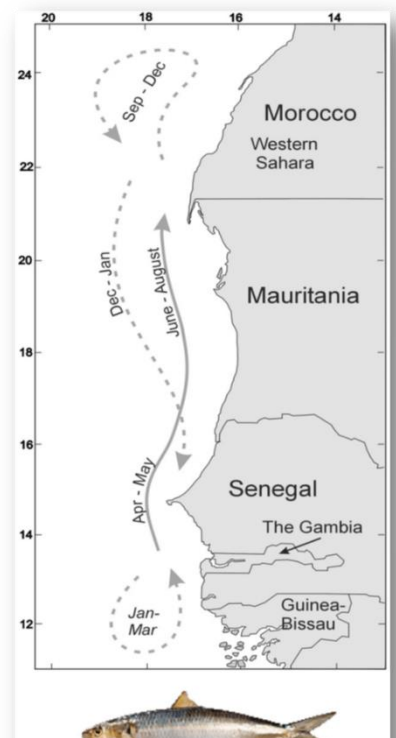 20
18
16
14
24
22
20
18
16
14
12
Sep - Dec
Morocco
Western
Sahara
Dec - Jan
June - August
Mauritania
Apr - May
Senegal
The Gambia
Jan-
Mar
Guinea-
Bissau